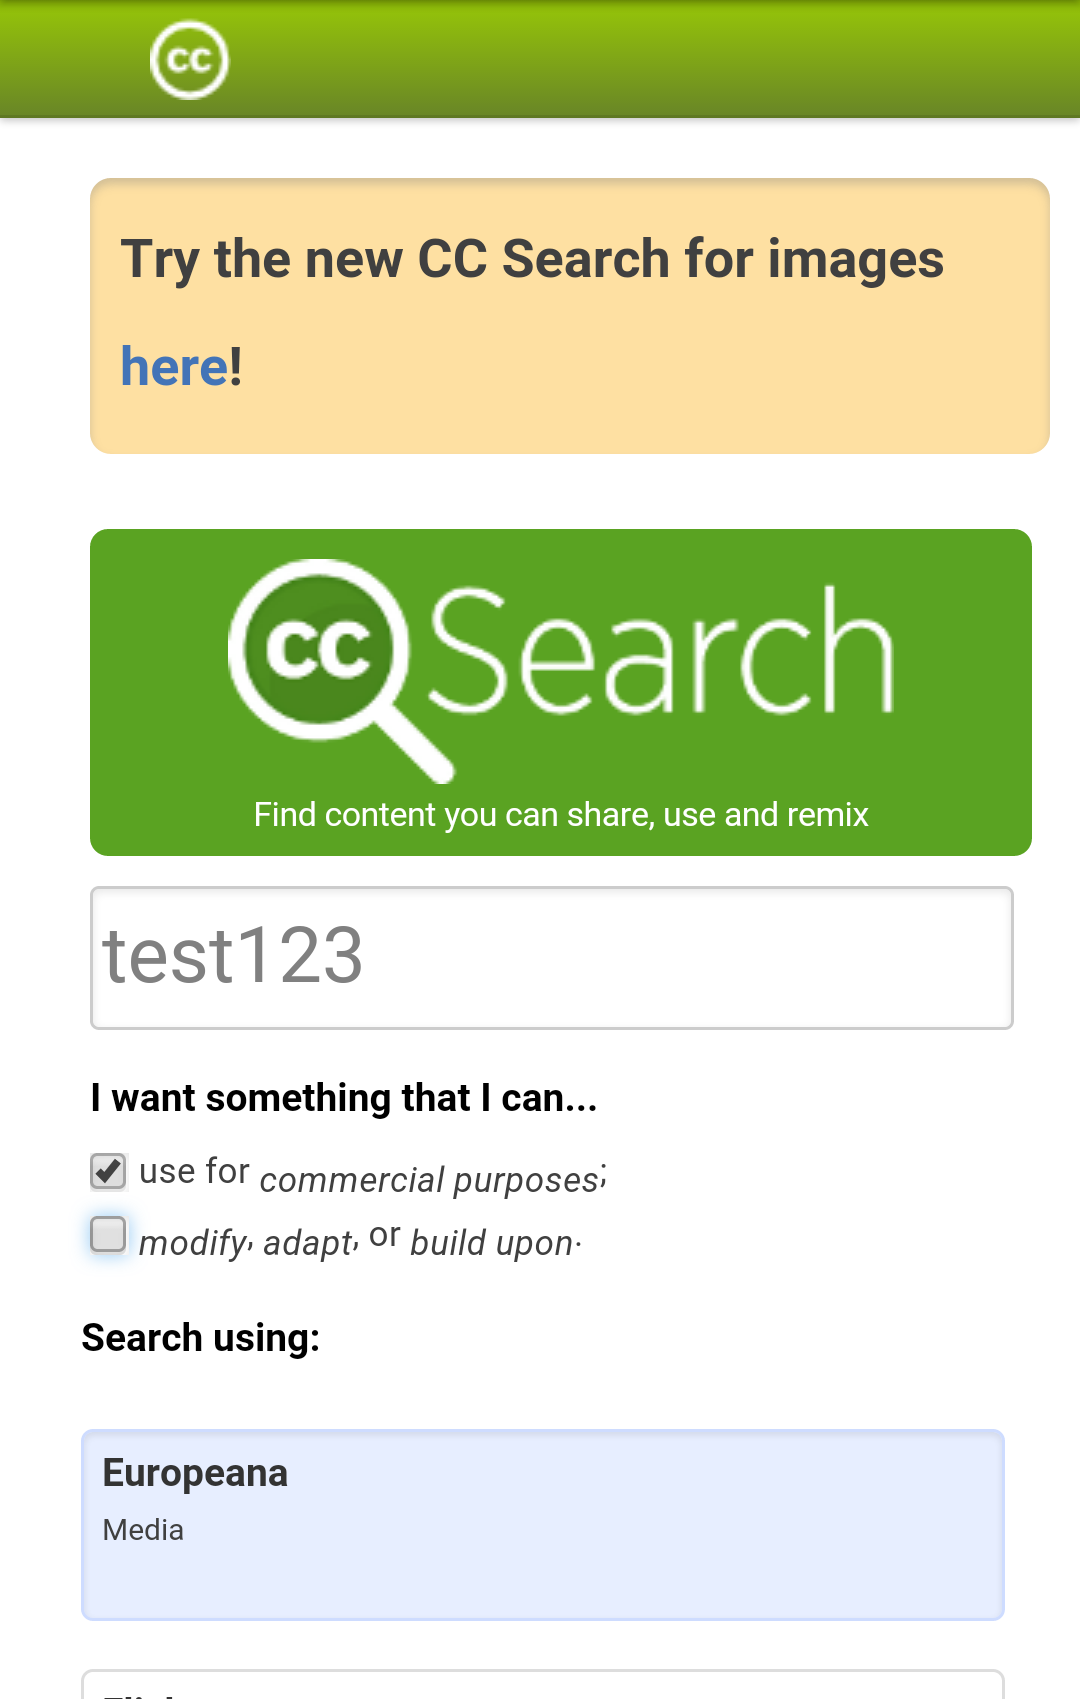 cc
Try the new CC Search for images
here!
cc Search
Find content you can share, use and remix
test123
I want something that I can...
use for commercial purposes;
modify, adapt, or build upon.
Search using:
Europeana
Media